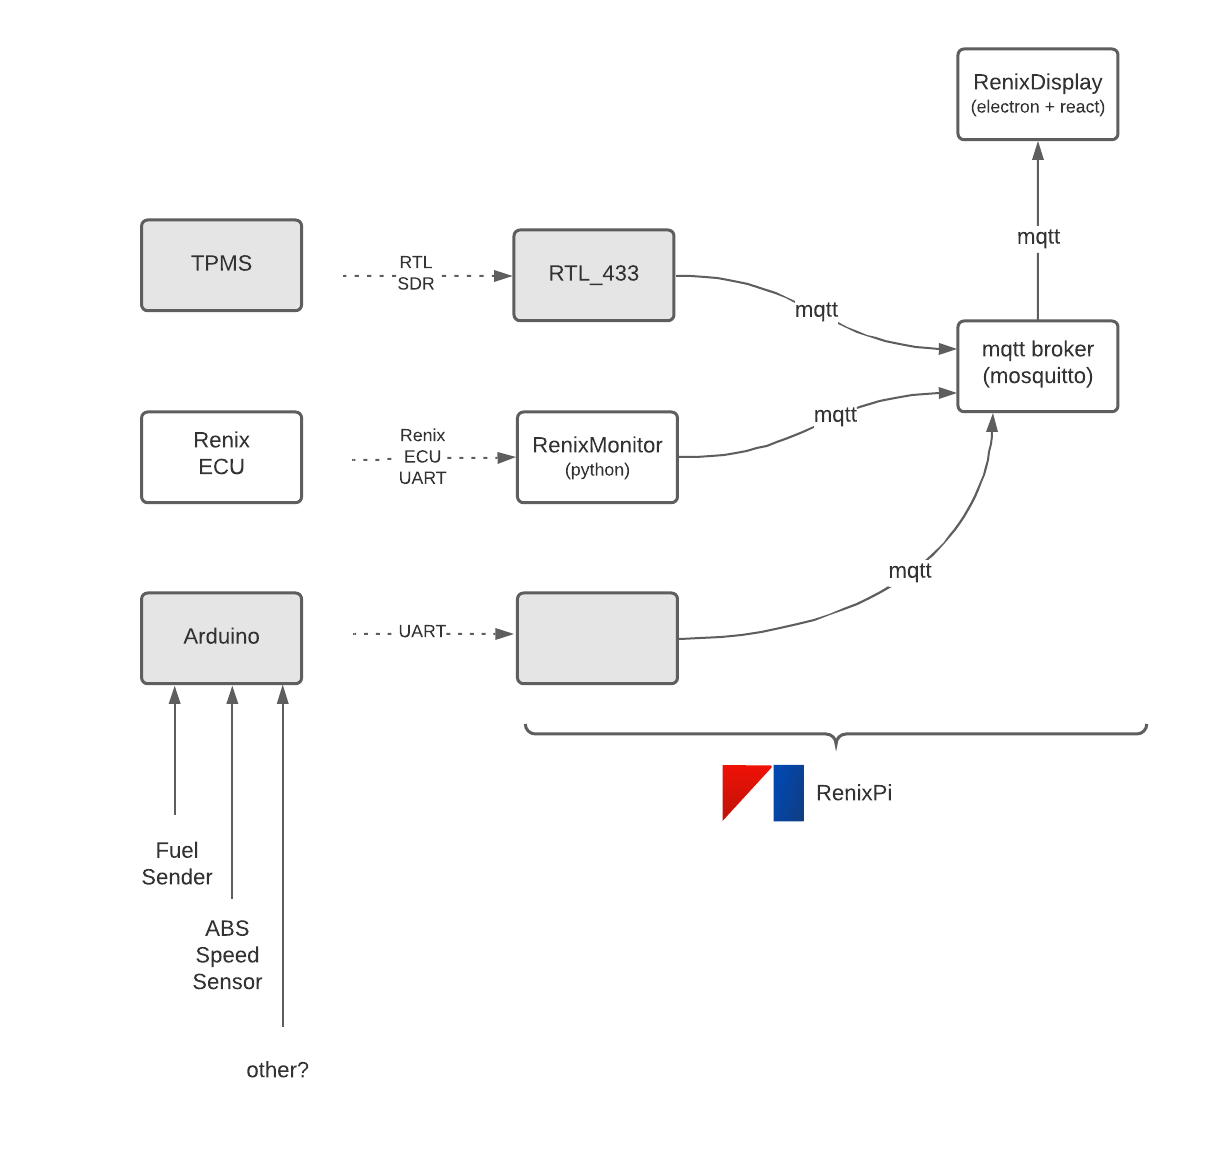 RenixDisplay
(electron + react)
mqtt
TPMS
RTL
SDR
RTL_433
mqtt
mqtt broker
(mosquitto)
Renix
ECU
Renix
ECU
UART
RenixMonitor
(python)
mqtt
Arduino
UART
mqtt
RenixPi
Fuel
Sender
ABS
Speed
Sensor
other?